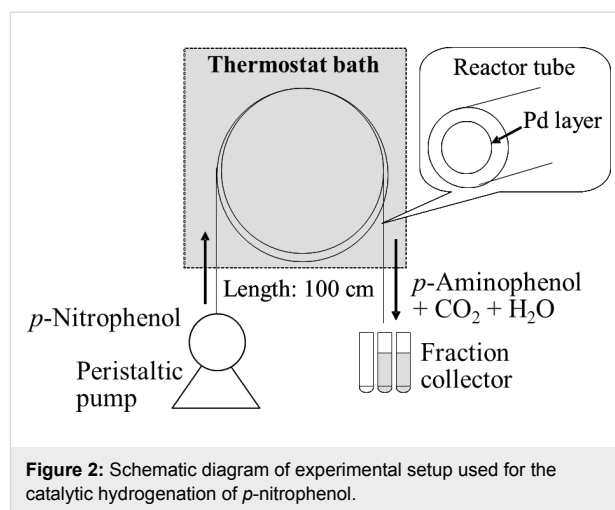 Thermostat bath
Reactor tube
Pd layer
Length: 100 cm
p-Nitrophenol
Peristaltic
pump
p-Aminophenol
+ CO₂ + H₂O
Fraction
collector
Figure 2: Schematic diagram of experimental setup used for the
catalytic hydrogenation of p-nitrophenol.